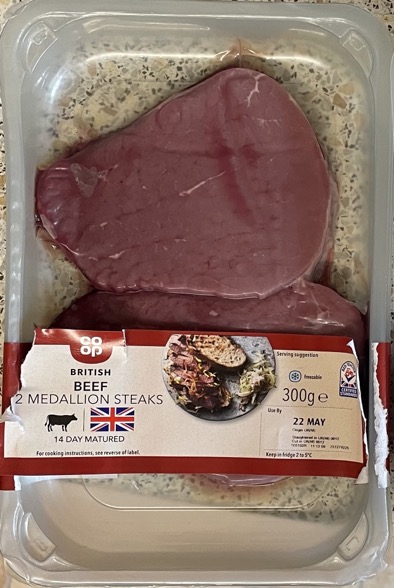 CO
OP
BRITISH
BEEF
2 MEDALLION STEAKS
14 DAY MATURED
For cooking instructions, see reverse of label.
Serving suggestion
freezable
300g e
Use By
22 MAY
Keep in fridge 2 to 5°C